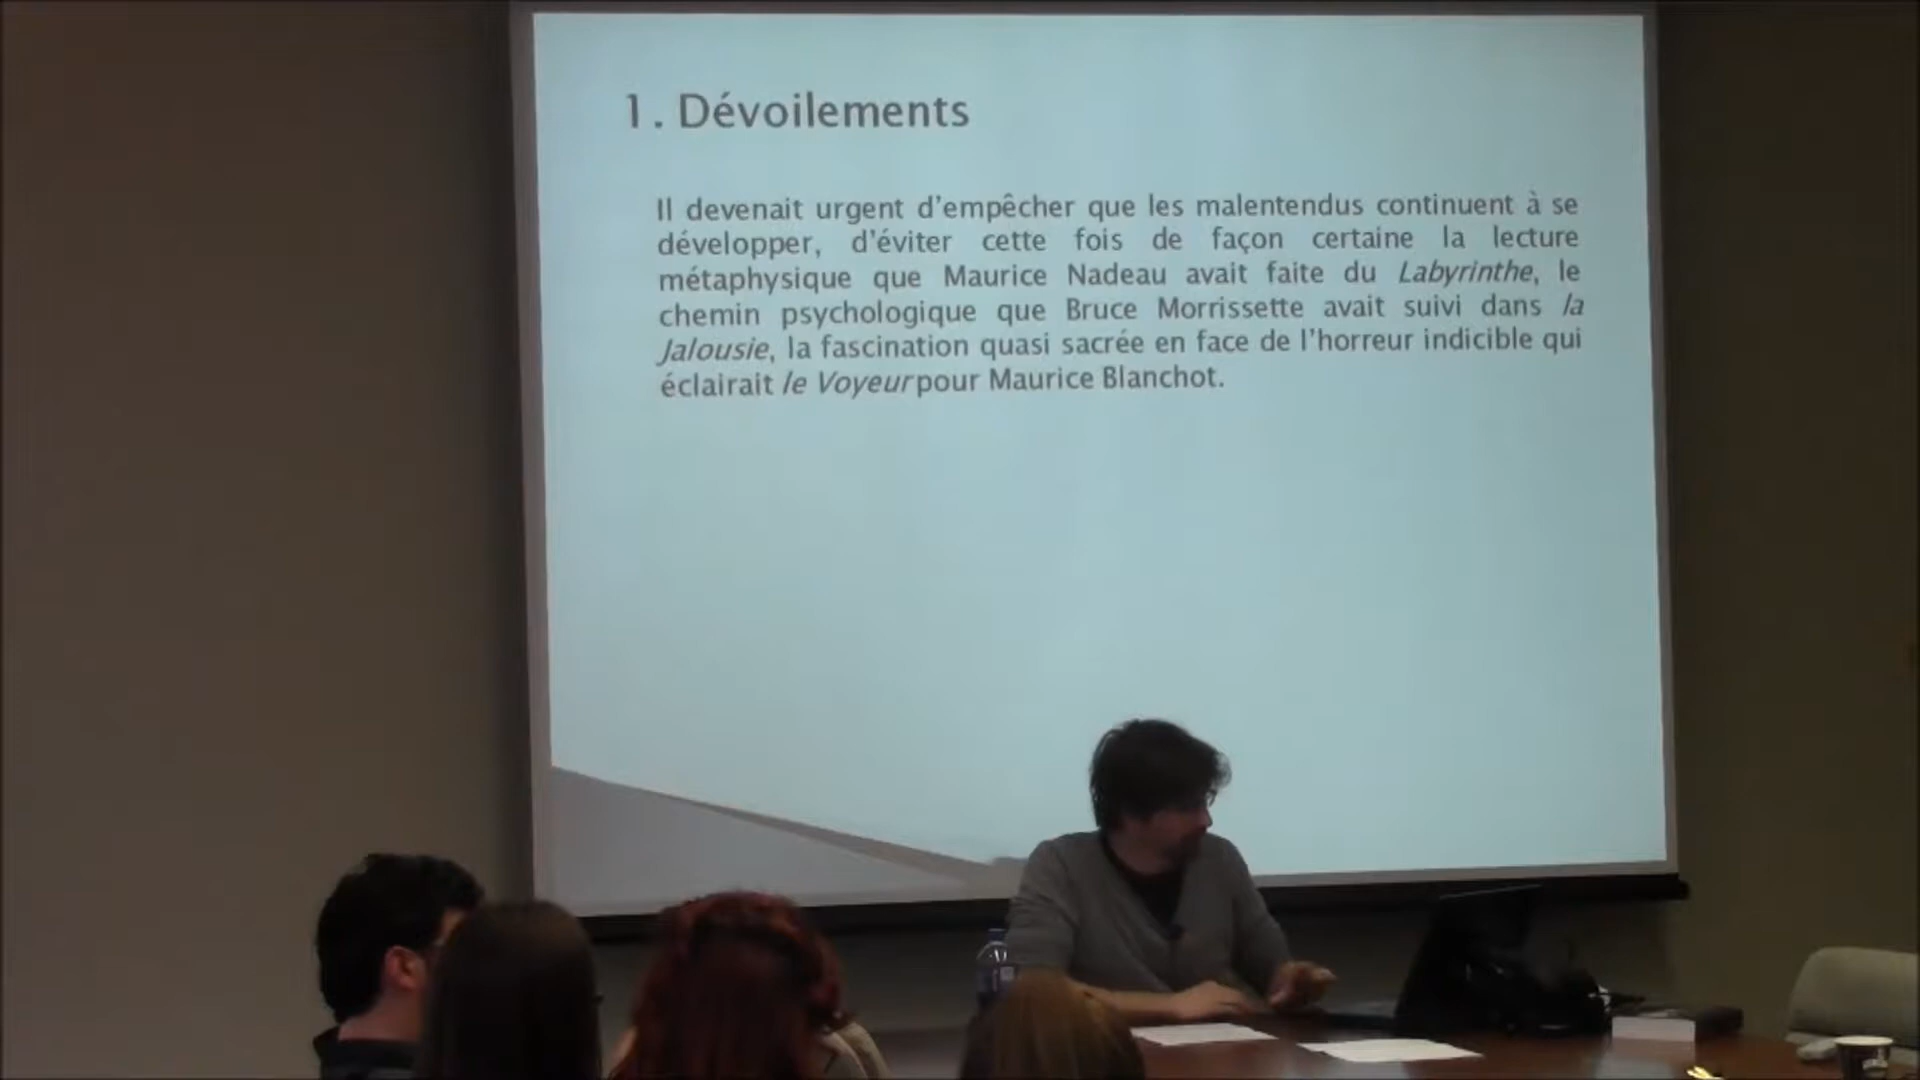 1. Dévoilements
Il devenait urgent d'empêcher que les malentendus continuent à se
développer, d'éviter cette fois de façon certaine la lecture
métaphysique que Maurice Nadeau avait faite du Labyrinthe, le
chemin psychologique que Bruce Morrissette avait suivi dans la
Jalousie, la fascination quasi sacrée en face de l'horreur indicible qui
éclairait le Voyeur pour Maurice Blanchot.